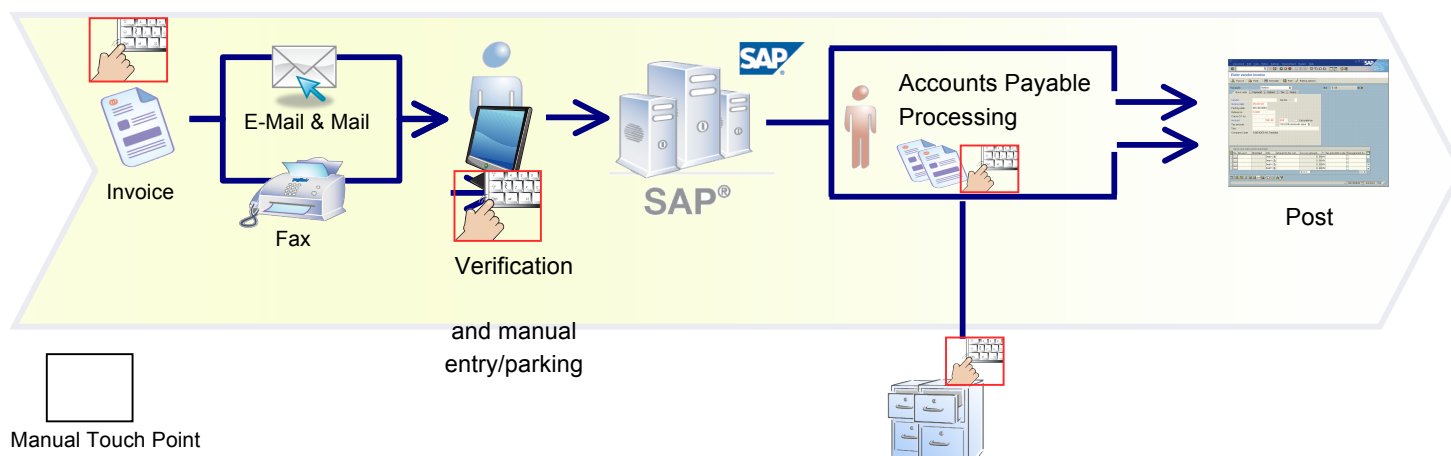 Invoice
E-Mail & Mail
Fax
Verification
and manual
entry/parking
SAP
SAP®
Accounts Payable
Processing
Post
Manual Touch Point